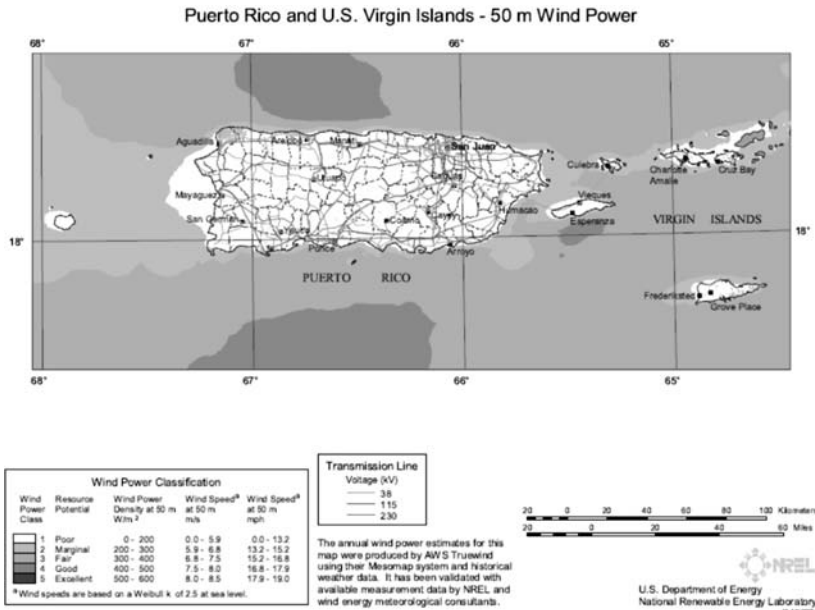 Puerto Rico and U.S. Virgin Islands - 50 m Wind Power
68°
67°
66°
65°
Aguadilla
Arecibo
Manati
San Juan
Culebra
Charlotte Amalie
Cruz Bay
Utuado
Caguas
Mayaguez
Vieques
San German
Coamo
Cayey
Humacao
Esperanza
VIRGIN ISLANDS
18°
18°
Yauco
Ponce
Arroyo
PUERTO RICO
Frederiksted
Grove Place
68°
67°
66°
65°
Wind Power Classification
Wind Power Class
Resource Potential
Wind Power Density at 50 m W/m²
Wind Speedᵃ at 50 m m/s
Wind Speedᵃ at 50 m mph
1 Poor 0 - 200 0.0 - 5.9 0.0 - 13.2
2 Marginal 200 - 300 5.9 - 6.8 13.2 - 15.2
3 Fair 300 - 400 6.8 - 7.5 15.2 - 16.8
4 Good 400 - 500 7.5 - 8.0 16.8 - 17.9
5 Excellent 500 - 600 8.0 - 8.5 17.9 - 19.0
ᵃ Wind speeds are based on a Weibull k of 2.5 at sea level.
Transmission Line
Voltage (kV)
38
115
230
The annual wind power estimates for this
map were produced by AWS Truewind
using their Mesomap system and historical
weather data. It has been validated with
available measurement data by NREL and
wind energy meteorological consultants.
20 0 20 40 60 80 100 Kilometers
20 0 20 40 60 Miles
NREL
U.S. Department of Energy
National Renewable Energy Laboratory